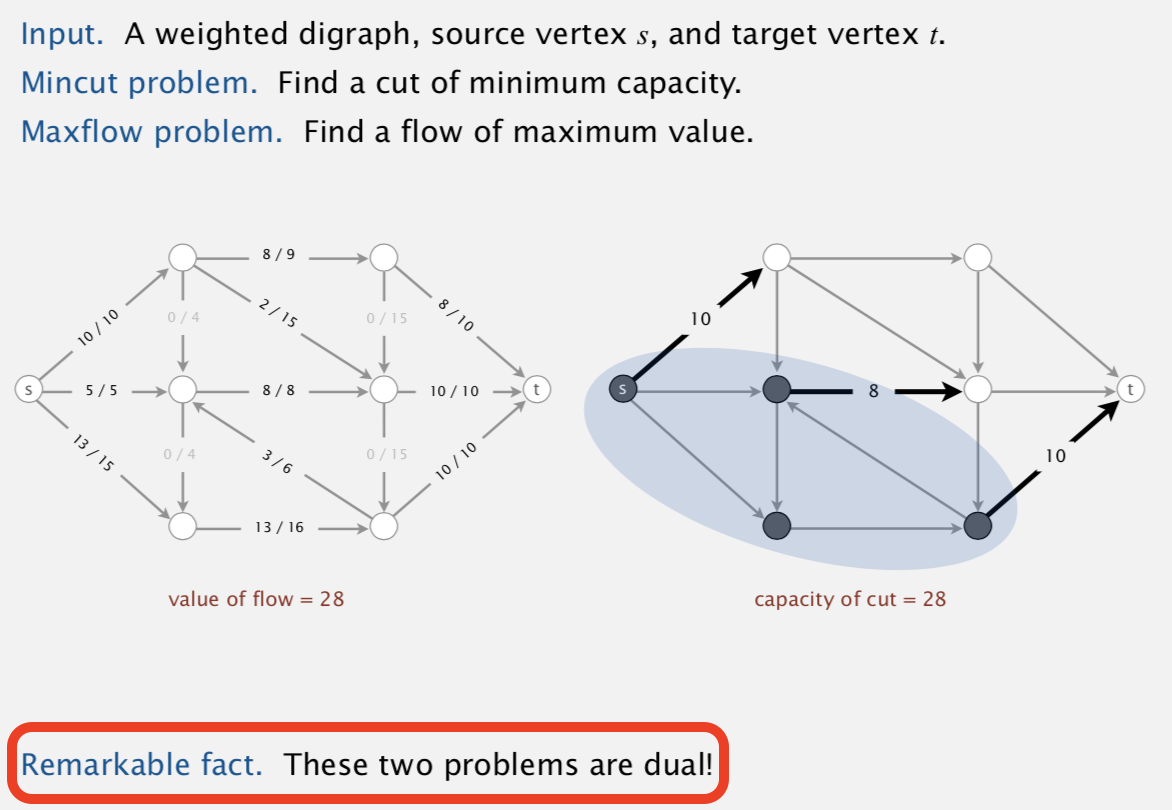 Input. A weighted digraph, source vertex s, and target vertex t.
Mincut problem. Find a cut of minimum capacity.
Maxflow problem. Find a flow of maximum value.
8 / 9
10 / 10
0 / 4
2 / 15
0 / 15
8 / 10
s
5 / 5
8 / 8
10 / 10
t
13 / 15
0 / 4
3 / 6
0 / 15
10 / 10
13 / 16
value of flow = 28
10
s
8
t
10
capacity of cut = 28
Remarkable fact. These two problems are dual!